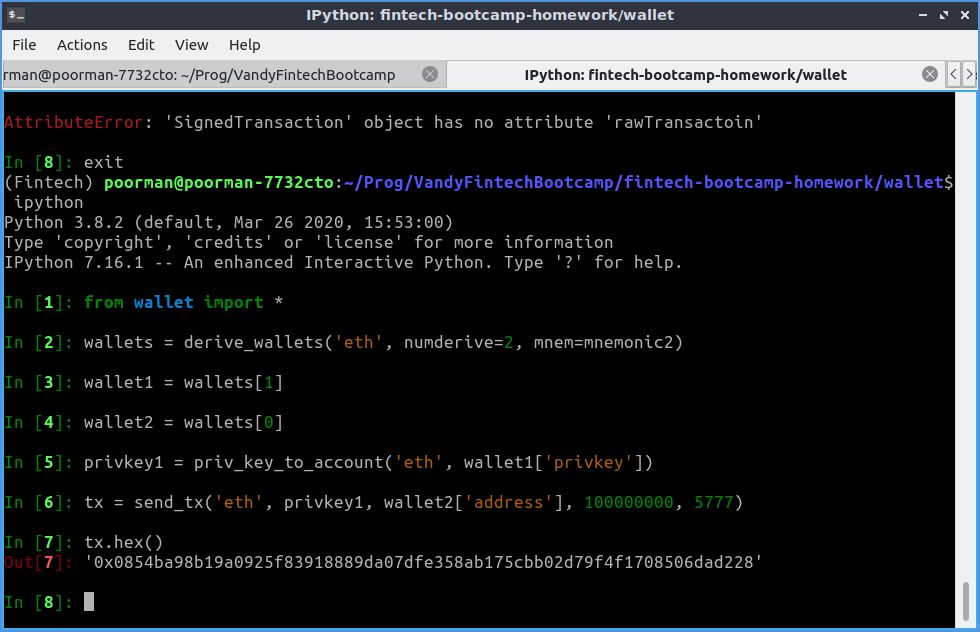 IPython: fintech-bootcamp-homework/wallet
File Actions Edit View Help
rman@poorman-7732cto: ~/Prog/VandyFintechBootcamp
IPython: fintech-bootcamp-homework/wallet
AttributeError: 'SignedTransaction' object has no attribute 'rawTransactoin'
In [8]: exit
(Fintech) poorman@poorman-7732cto:~/Prog/VandyFintechBootcamp/fintech-bootcamp-homework/wallet$
ipython
Python 3.8.2 (default, Mar 26 2020, 15:53:00)
Type 'copyright', 'credits' or 'license' for more information
IPython 7.16.1 -- An enhanced Interactive Python. Type '?' for help.
In [1]: from wallet import *
In [2]: wallets = derive_wallets('eth', numderive=2, mnem=mnemonic2)
In [3]: wallet1 = wallets[1]
In [4]: wallet2 = wallets[0]
In [5]: privkey1 = priv_key_to_account('eth', wallet1['privkey'])
In [6]: tx = send_tx('eth', privkey1, wallet2['address'], 100000000, 5777)
In [7]: tx.hex()
Out[7]: '0x0854ba98b19a0925f83918889da07dfe358ab175cbb02d79f4f1708506dad228'
In [8]: